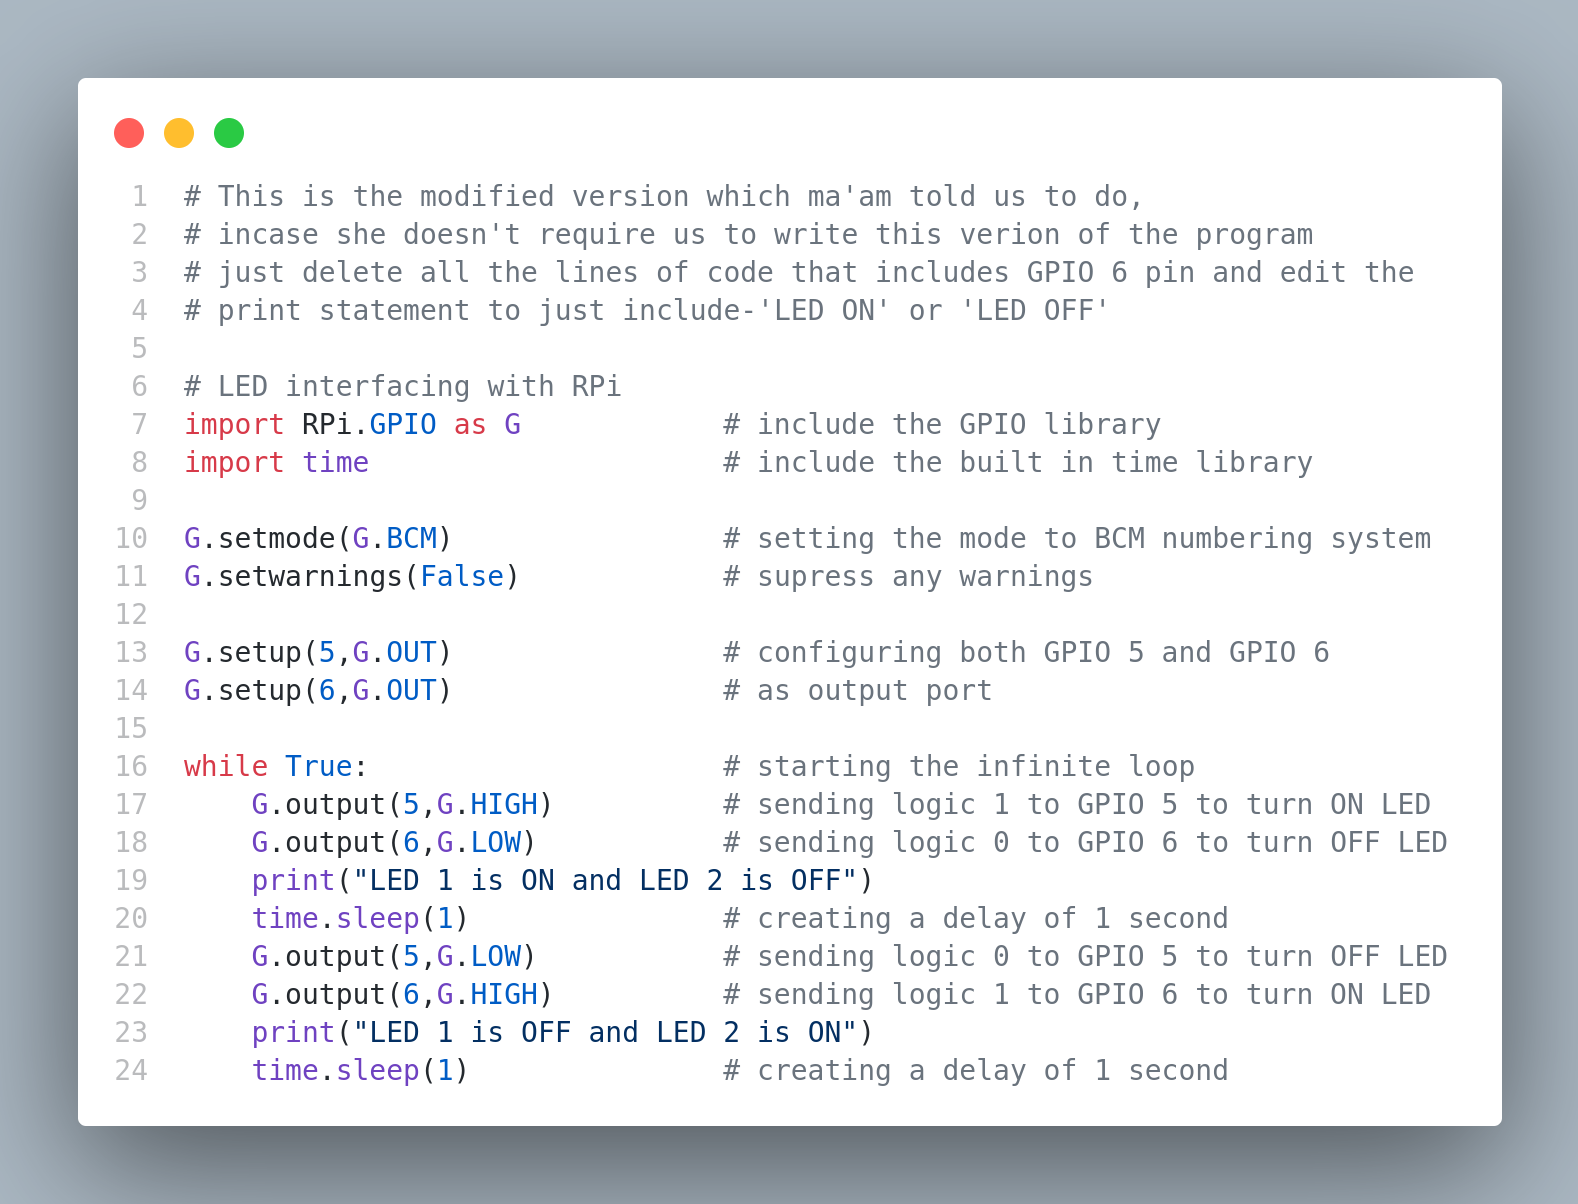 1 # This is the modified version which ma'am told us to do,
2 # incase she doesn't require us to write this verion of the program
3 # just delete all the lines of code that includes GPIO 6 pin and edit the
4 # print statement to just include-'LED ON' or 'LED OFF'
5
6 # LED interfacing with RPi
7 import RPi.GPIO as G            # include the GPIO library
8 import time                     # include the built in time library
9
10 G.setmode(G.BCM)                # setting the mode to BCM numbering system
11 G.setwarnings(False)            # supress any warnings
12
13 G.setup(5,G.OUT)                # configuring both GPIO 5 and GPIO 6
14 G.setup(6,G.OUT)                # as output port
15
16 while True:                     # starting the infinite loop
17     G.output(5,G.HIGH)          # sending logic 1 to GPIO 5 to turn ON LED
18     G.output(6,G.LOW)           # sending logic 0 to GPIO 6 to turn OFF LED
19     print("LED 1 is ON and LED 2 is OFF")
20     time.sleep(1)               # creating a delay of 1 second
21     G.output(5,G.LOW)           # sending logic 0 to GPIO 5 to turn OFF LED
22     G.output(6,G.HIGH)          # sending logic 1 to GPIO 6 to turn ON LED
23     print("LED 1 is OFF and LED 2 is ON")
24     time.sleep(1)               # creating a delay of 1 second